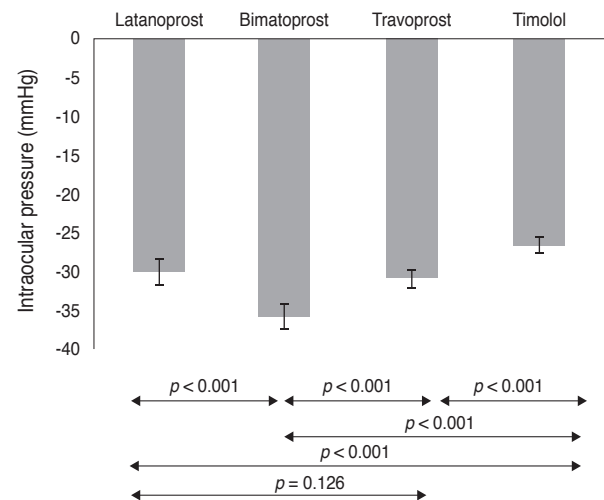 Latanoprost Bimatoprost Travoprost Timolol
0
-5
-10
-15
-20
-25
-30
-35
-40
Intraocular pressure (mmHg)
p < 0.001 p < 0.001 p < 0.001
p < 0.001
p < 0.001
p = 0.126